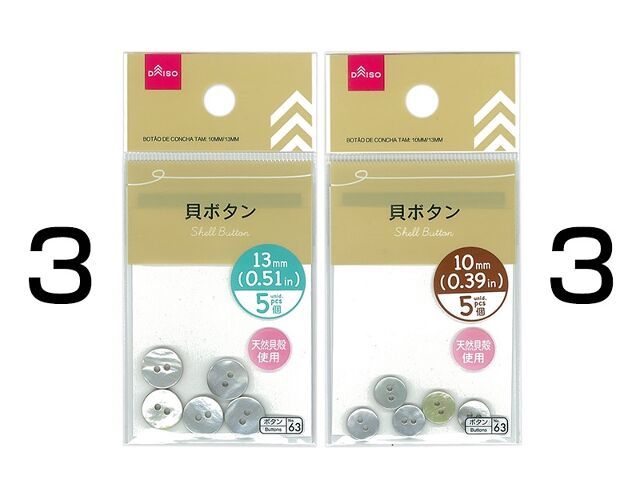 3
DAISO
BOTÃO DE CONCHA TAM: 10MM/13MM
貝ボタン
Shell Button
13mm
(0.51in)
5 unid. pcs 個
天然貝殻
使用
ボタン
Buttons
No.
63
DAISO
BOTÃO DE CONCHA TAM: 10MM/13MM
貝ボタン
Shell Button
10mm
(0.39in)
5 unid. pcs 個
天然貝殻
使用
ボタン
Buttons
No.
63
3